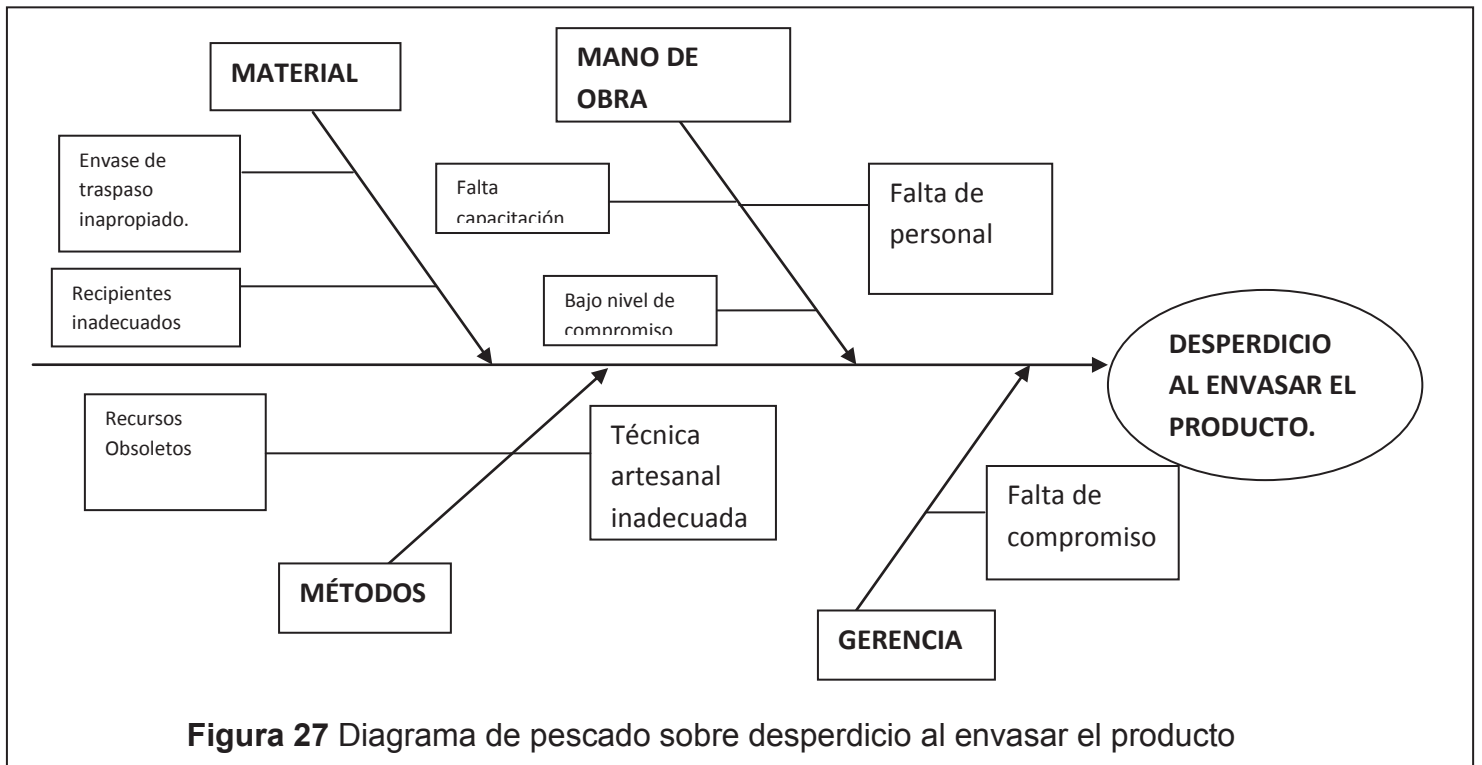 MATERIAL
MANO DE
OBRA
Envase de
traspaso
inapropiado.
Falta
capacitación
Falta de
personal
Recipientes
inadecuados
Bajo nivel de
compromiso
DESPERDICIO
AL ENVASAR EL
PRODUCTO.
Recursos
Obsoletos
Técnica
artesanal
inadecuada
Falta de
compromiso
MÉTODOS
GERENCIA
Figura 27 Diagrama de pescado sobre desperdicio al envasar el producto